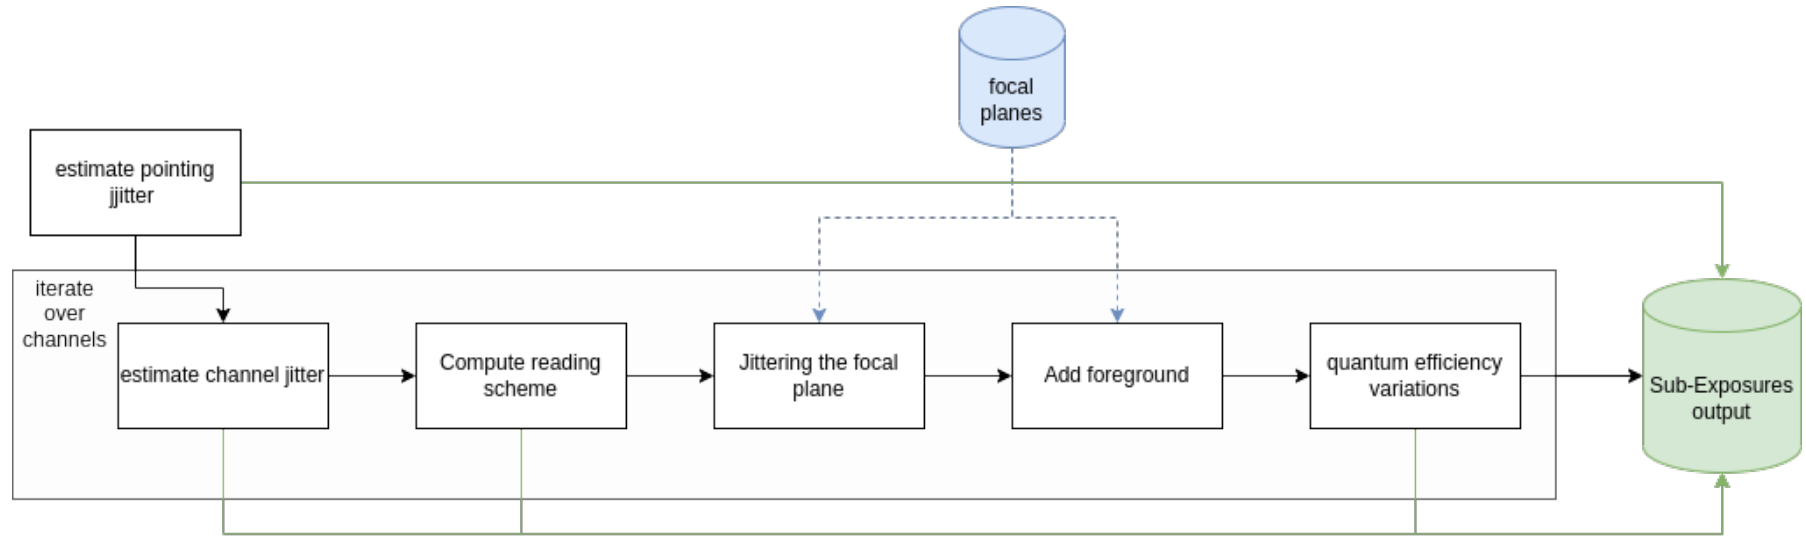 focal
planes
estimate pointing
jjitter
iterate
over
channels
estimate channel jitter
Compute reading
scheme
Jittering the focal
plane
Add foreground
quantum efficiency
variations
Sub-Exposures
output